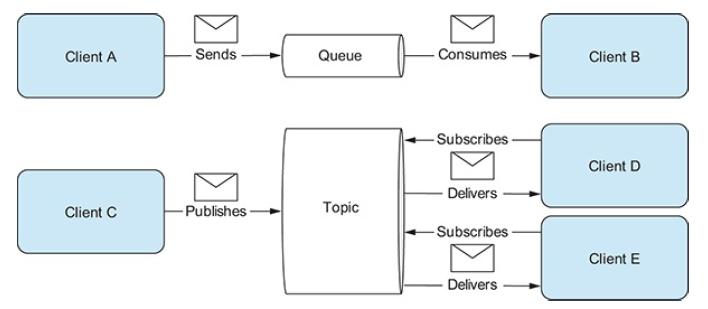 Client A
Sends
Queue
Consumes
Client B
Subscribes
Client D
Delivers
Client C
Publishes
Topic
Subscribes
Client E
Delivers